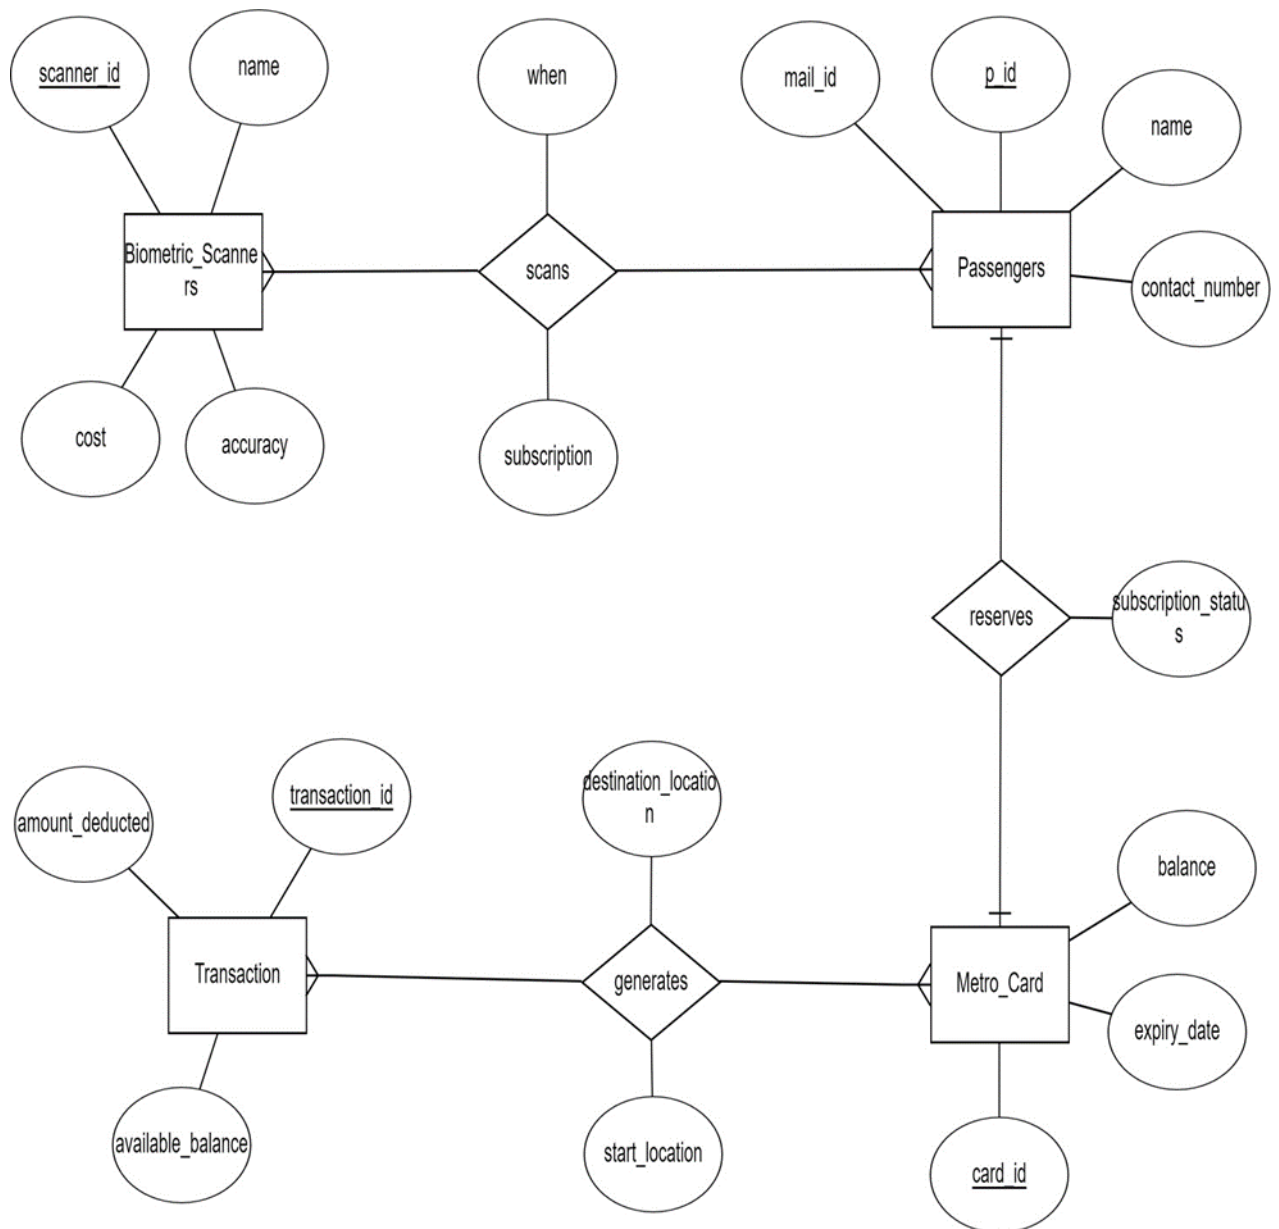 scanner_id
name
when
mail_id
p_id
name
Biometric_Scanne
rs
scans
Passengers
contact_number
cost
accuracy
subscription
reserves
subscription_statu
s
amount_deducted
transaction_id
destination_locatio
n
balance
Transaction
generates
Metro_Card
expiry_date
available_balance
start_location
card_id